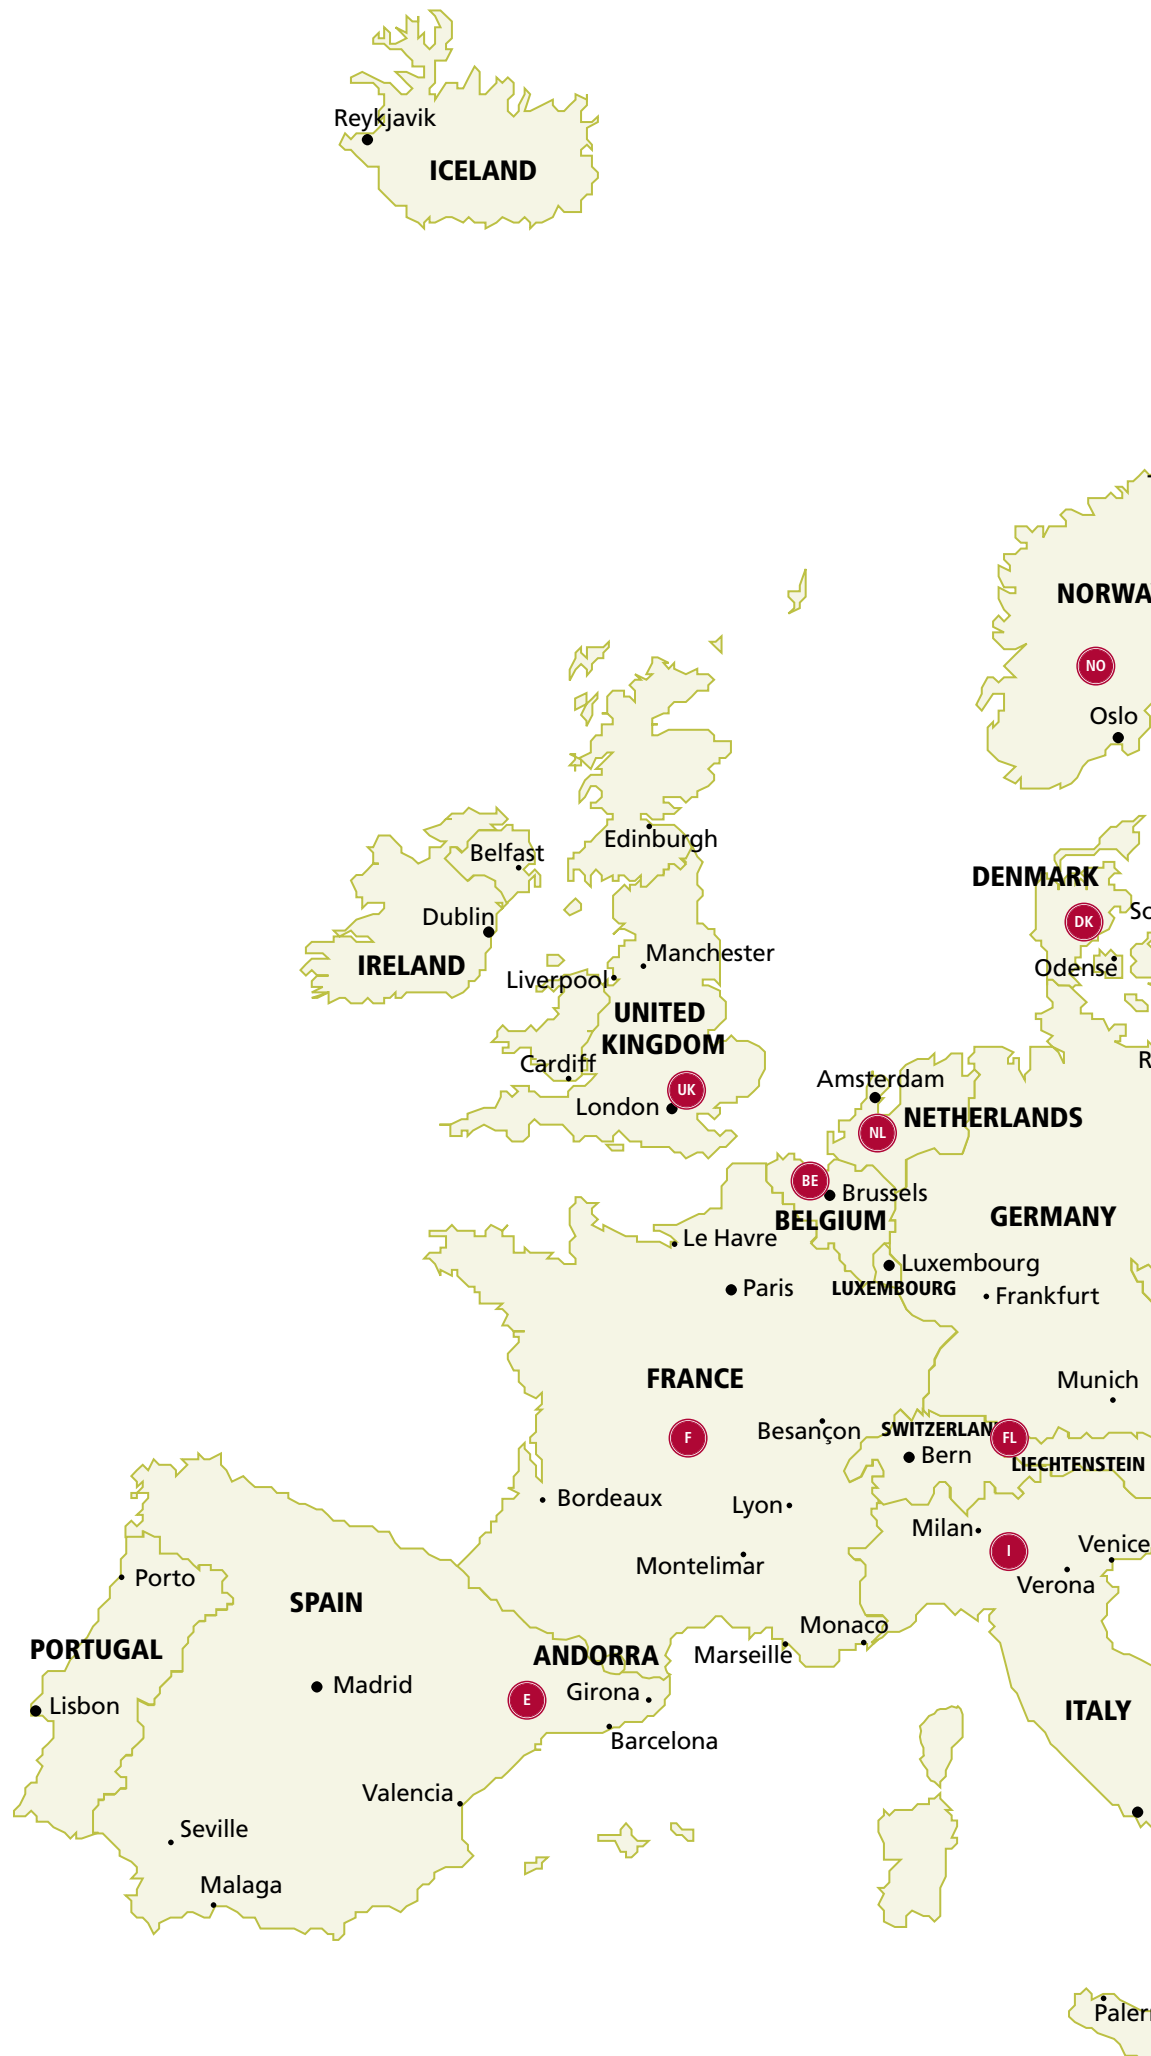 Reykjavik
ICELAND
NORWA
NO
Oslo
Edinburgh
Belfast
DENMARK
DK
Dublin
Manchester
IRELAND
Odense
Liverpool
UNITED
KINGDOM
Cardiff
R
Amsterdam
UK
London
NETHERLANDS
NL
BE
Brussels
BELGIUM
GERMANY
Le Havre
Luxembourg
Paris
LUXEMBOURG
Frankfurt
FRANCE
Munich
Besançon
SWITZERLAN
F
FL
Bern
LIECHTENSTEIN
Bordeaux
Lyon
Milan
Venice
I
Montelimar
Porto
Verona
SPAIN
Monaco
PORTUGAL
ANDORRA
Marseille
Madrid
E
Girona
Lisbon
ITALY
Barcelona
Valencia
Seville
Malaga